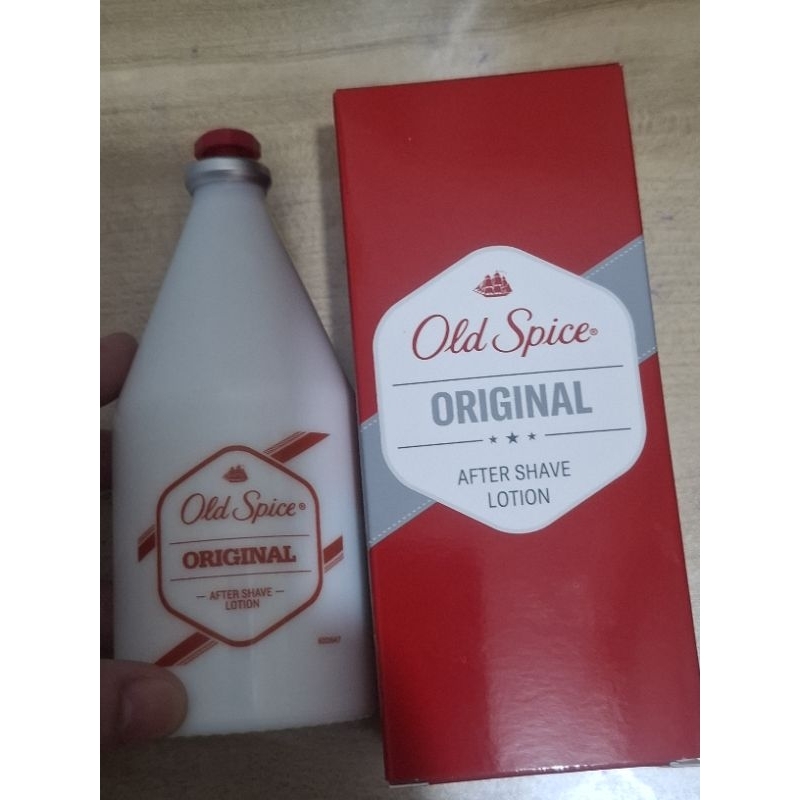 Old Spice®
ORIGINAL
— AFTER SHAVE —
LOTION
Old Spice®
ORIGINAL
AFTER SHAVE
LOTION